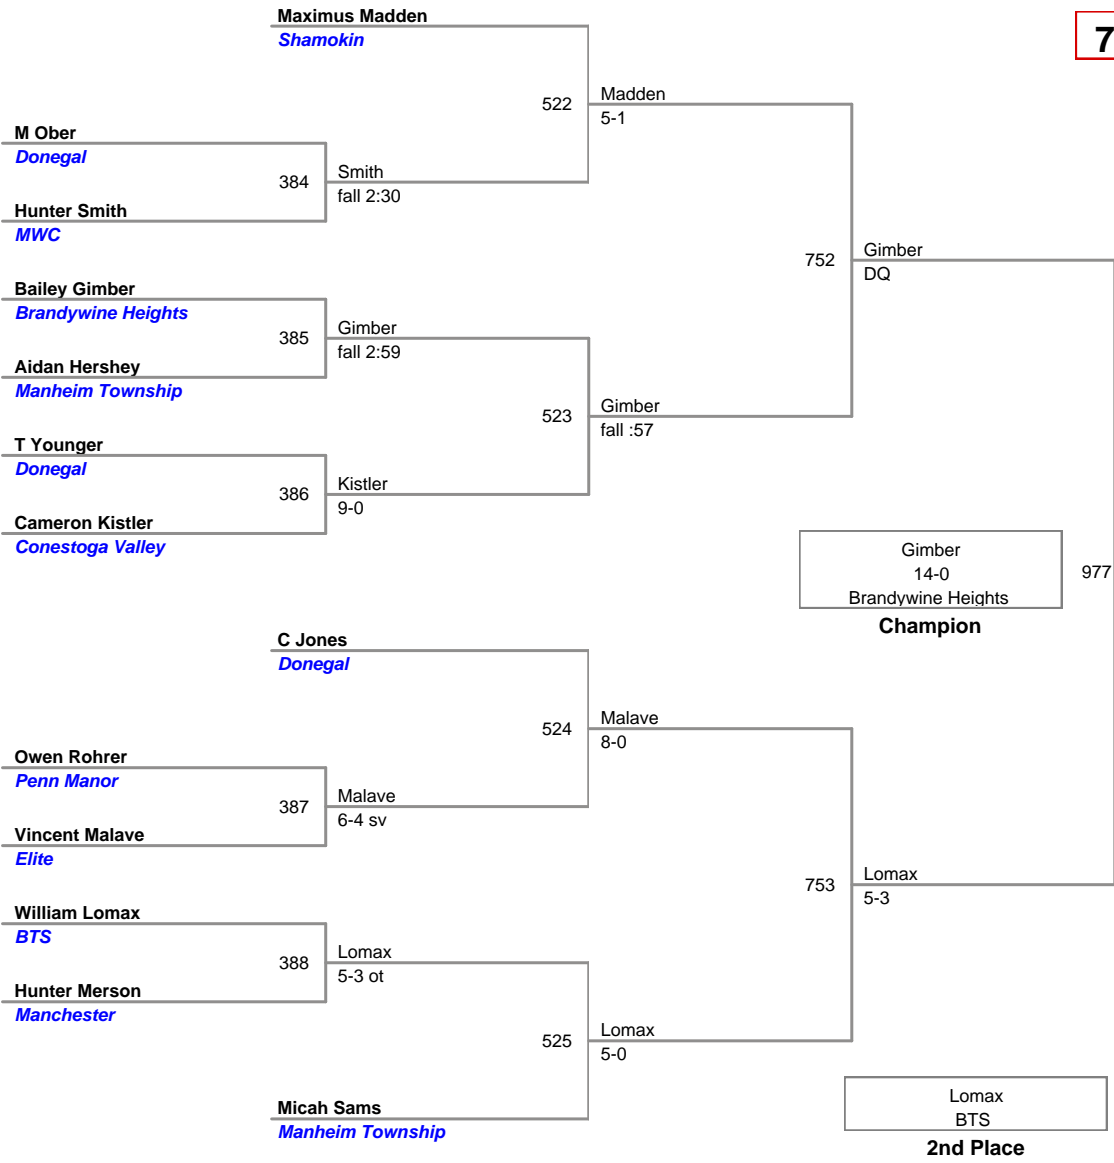 Maximus Madden
Shamokin
7
522
Madden
5-1
M Ober
Donegal
384
Smith
fall 2:30
Hunter Smith
MWC
752
Gimber
DQ
Bailey Gimber
Brandywine Heights
385
Gimber
fall 2:59
Aidan Hershey
Manheim Township
523
Gimber
fall :57
T Younger
Donegal
386
Kistler
9-0
Cameron Kistler
Conestoga Valley
Gimber
14-0
Brandywine Heights
977
Champion
C Jones
Donegal
524
Malave
8-0
Owen Rohrer
Penn Manor
387
Malave
6-4 sv
Vincent Malave
Elite
753
Lomax
5-3
William Lomax
BTS
388
Lomax
5-3 ot
Hunter Merson
Manchester
525
Lomax
5-0
Micah Sams
Manheim Township
Lomax
BTS
2nd Place